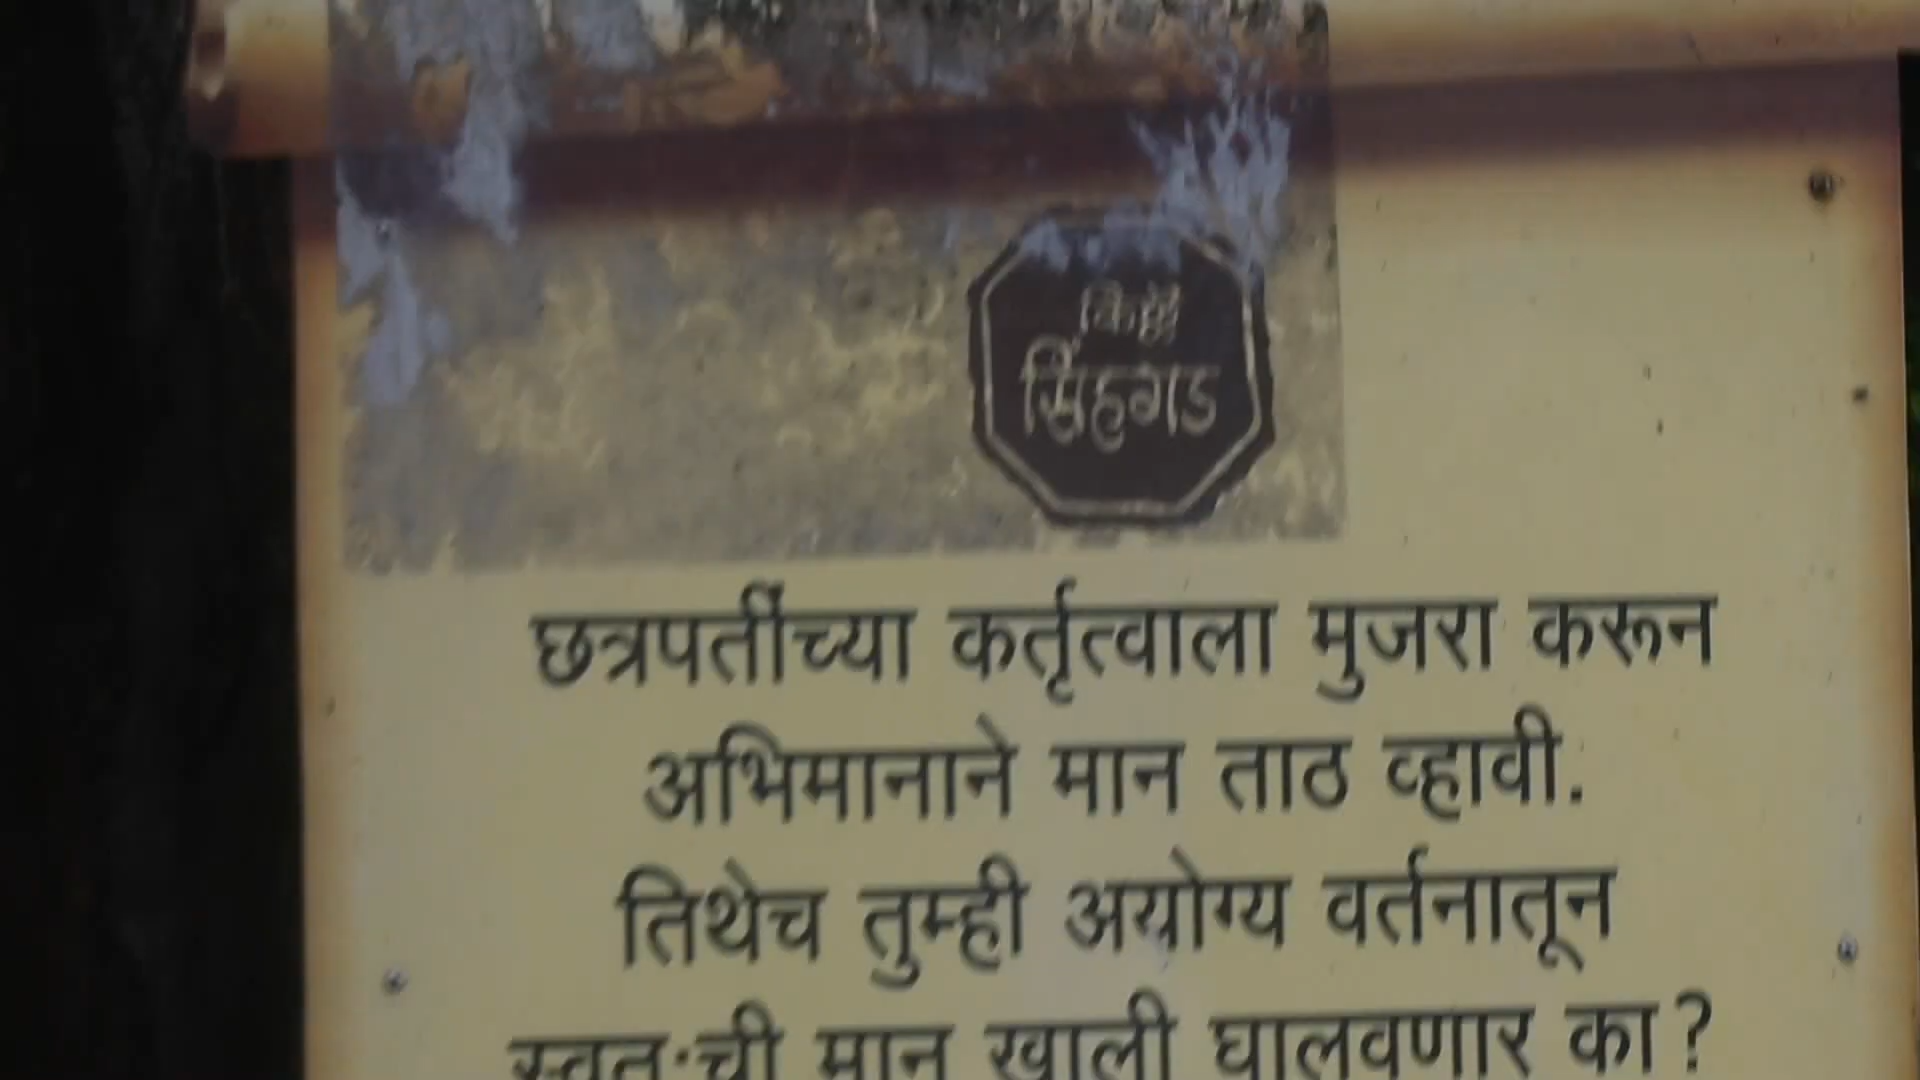 किल्ले
सिंहगड
छत्रपतींच्या कर्तृत्वाला मुजरा करून
अभिमानाने मान ताठ व्हावी.
तिथेच तुम्ही अयोग्य वर्तनातून
स्वतःची मान खाली घालवणार का?